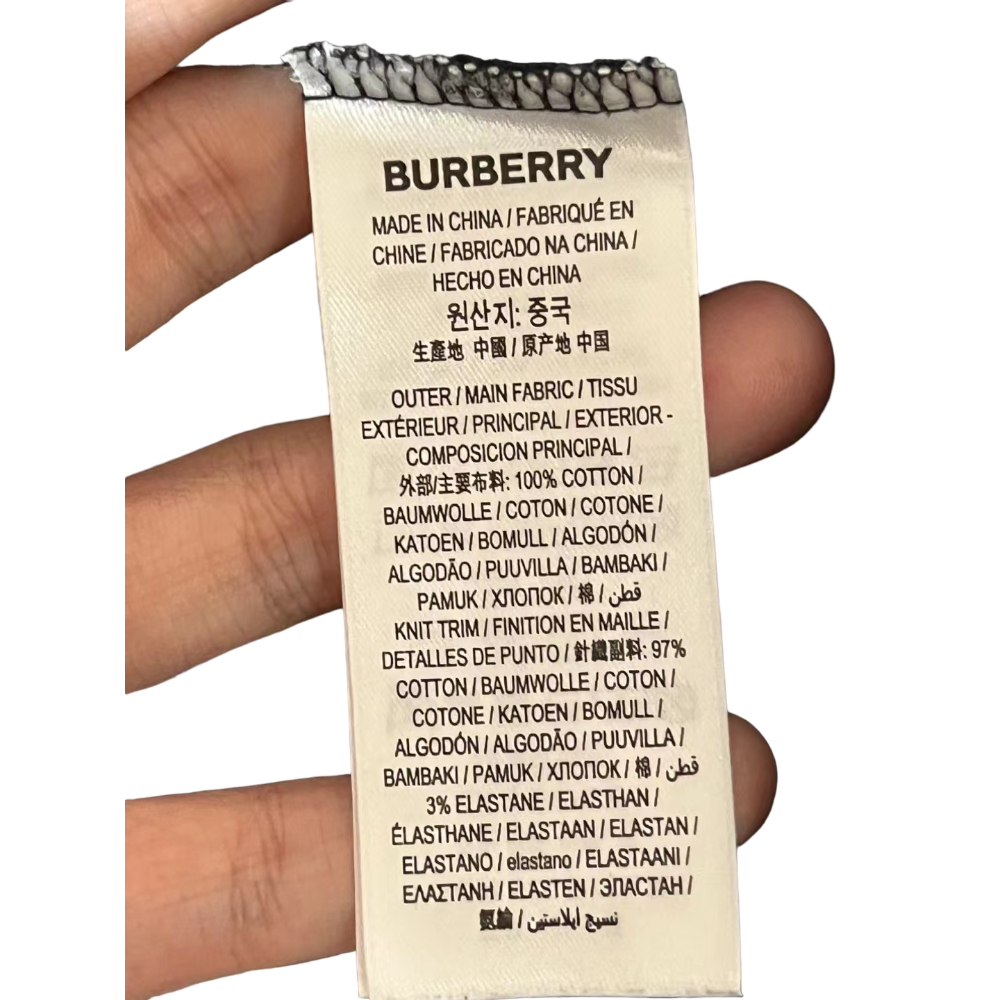 BURBERRY
MADE IN CHINA / FABRIQUÉ EN
CHINE / FABRICADO NA CHINA /
HECHO EN CHINA
원산지: 중국
生產地 中國 / 原产地 中国
OUTER / MAIN FABRIC / TISSU
EXTÉRIEUR / PRINCIPAL / EXTERIOR -
COMPOSICION PRINCIPAL /
外部/主要布料: 100% COTTON /
BAUMWOLLE / COTON / COTONE /
KATOEN / BOMULL / ALGODÓN /
ALGODÃO / PUUVILLA / BAMBAKI /
PAMUK / ХЛОПОК / 棉 / قطن
KNIT TRIM / FINITION EN MAILLE /
DETALLES DE PUNTO / 針織副料: 97%
COTTON / BAUMWOLLE / COTON /
COTONE / KATOEN / BOMULL /
ALGODÓN / ALGODÃO / PUUVILLA /
BAMBAKI / PAMUK / ХЛОПОК / 棉 / قطن
3% ELASTANE / ELASTHAN /
ÉLASTHANE / ELASTAAN / ELASTAN /
ELASTANO / elastano / ELASTAANI /
ΕΛΑΣΤΑΝΗ / ELASTEN / ЭЛАСТАН /
/ نسيج ايلاستين